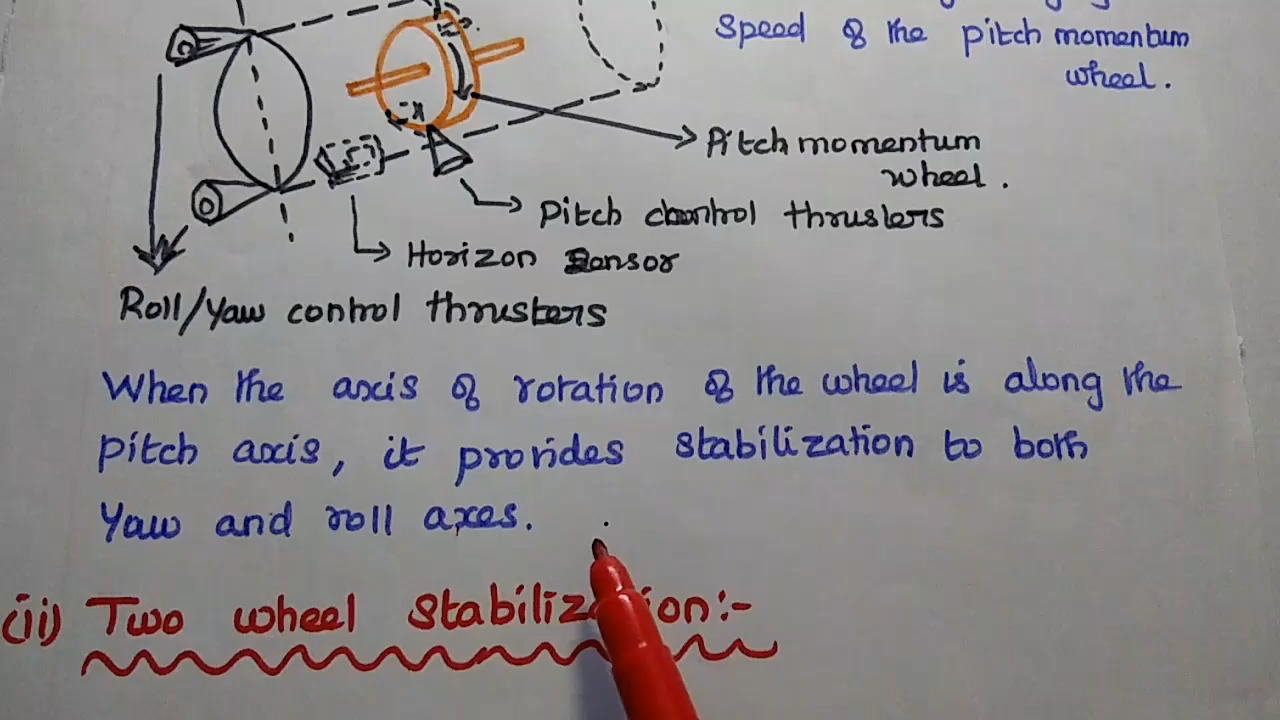 Speed of the pitch momentum
wheel.
Pitch momentum
wheel.
Pitch control thrusters
Horizon Sensor
Roll/Yaw control thrusters
When the axis of rotation of the wheel is along the
pitch axis, it provides stabilization to both
Yaw and roll axes.
(ii) Two wheel Stabilization:-